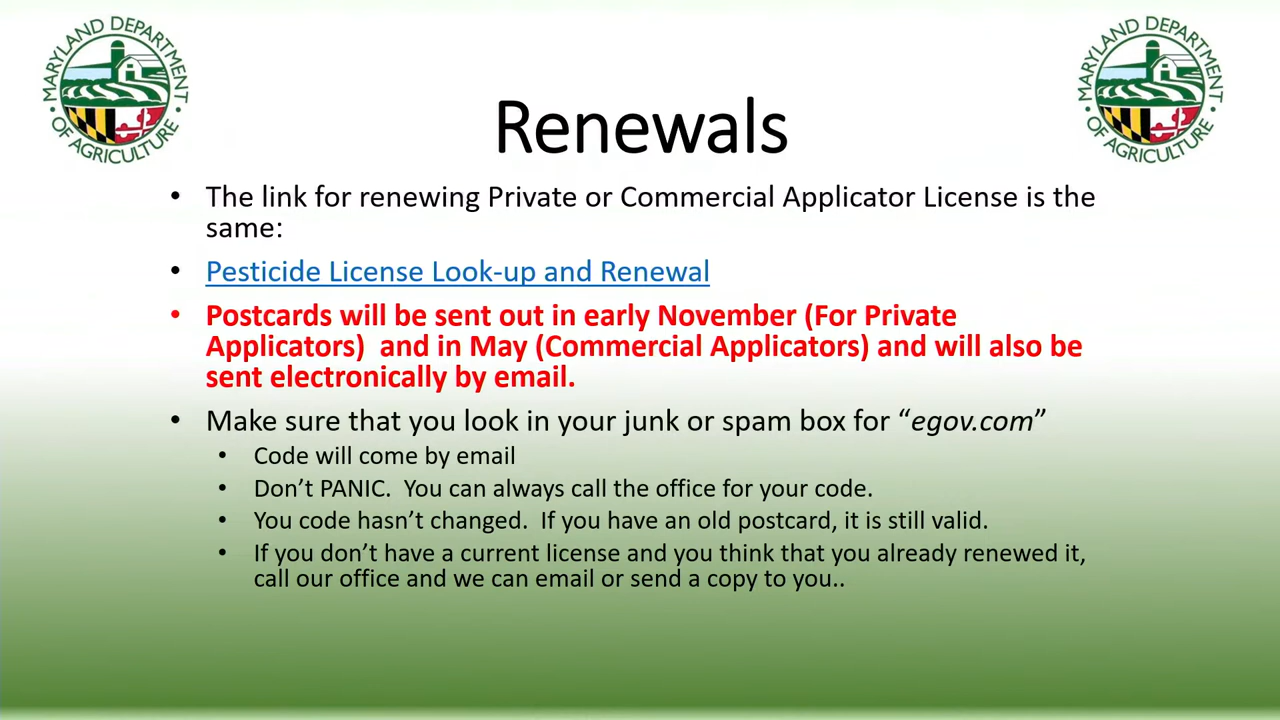 MARYLAND DEPARTMENT
OF AGRICULTURE
MARYLAND DEPARTMENT
OF AGRICULTURE
Renewals
• The link for renewing Private or Commercial Applicator License is the
same:
• Pesticide License Look-up and Renewal
• Postcards will be sent out in early November (For Private
Applicators)  and in May (Commercial Applicators) and will also be
sent electronically by email.
• Make sure that you look in your junk or spam box for “egov.com”
• Code will come by email
• Don’t PANIC.  You can always call the office for your code.
• You code hasn’t changed.  If you have an old postcard, it is still valid.
• If you don’t have a current license and you think that you already renewed it,
call our office and we can email or send a copy to you..